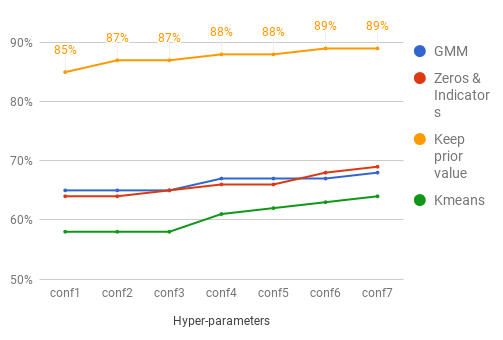 85%
87%
87%
88%
88%
89%
89%
90%
80%
70%
60%
50%
conf1
conf2
conf3
conf4
conf5
conf6
conf7
Hyper-parameters
GMM
Zeros &
Indicator
s
Keep
prior
value
Kmeans